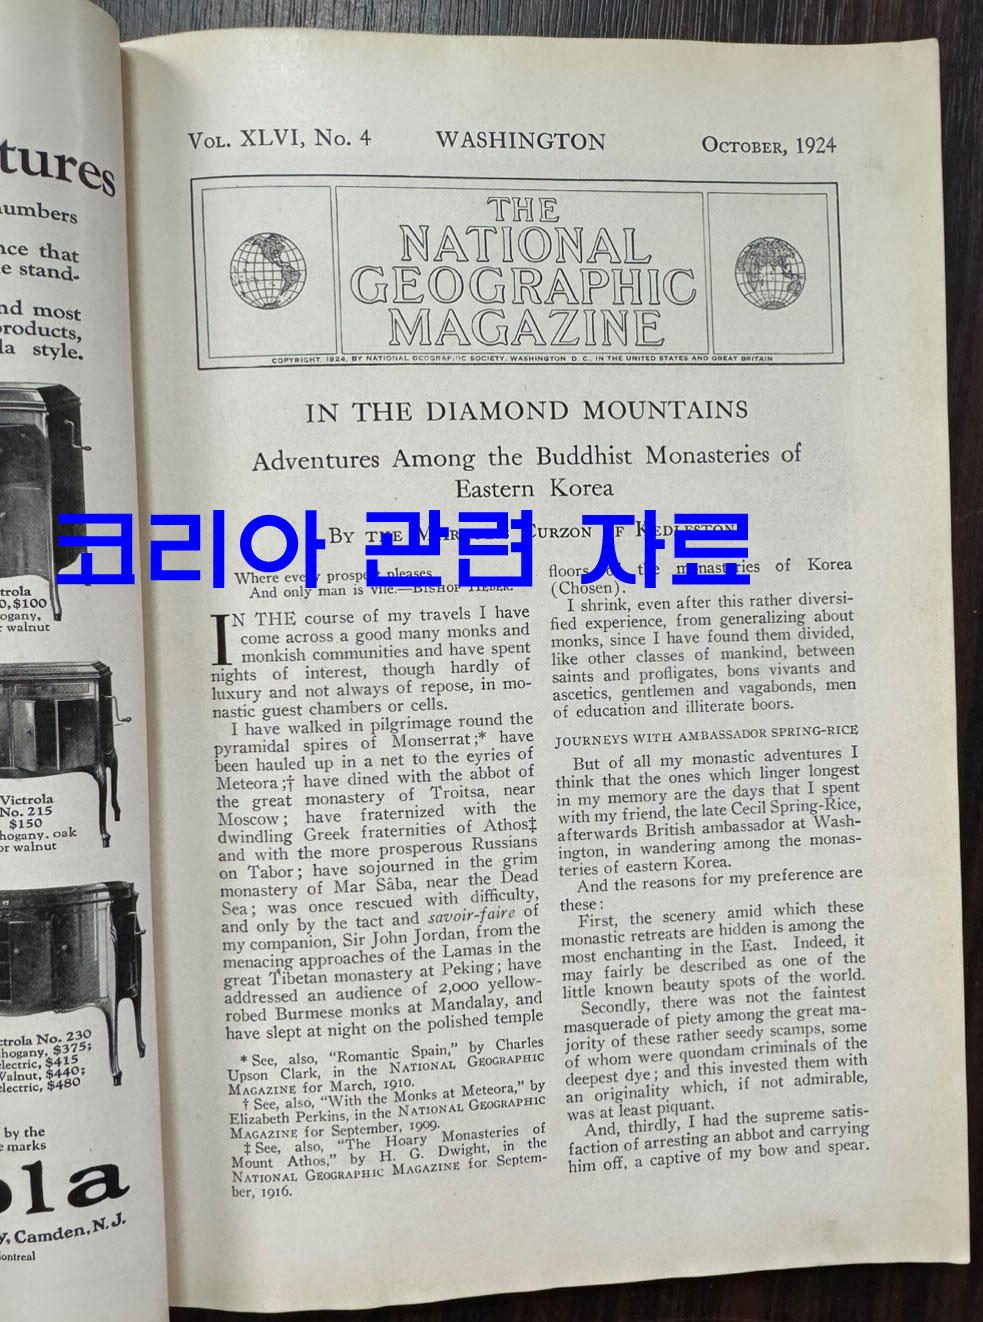 tures
numbers
nce that
e stand-
nd most
products,
la style.
trola
0, $100
ogany,
r walnut
Victrola
No. 215
$150
hogany, oak
or walnut
ctrola No. 230
hogany, $375;
lectric, $415
Walnut, $440;
electric, $480
by the
e marks
ola
y, Camden, N.J.
ontreal
VOL. XLVI, No. 4 WASHINGTON OCTOBER, 1924
THE
NATIONAL
GEOGRAPHIC
MAGAZINE
COPYRIGHT, 1924, BY NATIONAL GEOGRAPHIC SOCIETY, WASHINGTON D. C., IN THE UNITED STATES AND GREAT BRITAIN
IN THE DIAMOND MOUNTAINS
Adventures Among the Buddhist Monasteries of
Eastern Korea
코리아 관련 자료
BY THE MARQUESS CURZON OF KEDLESTON
Where every prospect pleases
And only man is vile.—BISHOP HEBER.
IN THE course of my travels I have
come across a good many monks and
monkish communities and have spent
nights of interest, though hardly of
luxury and not always of repose, in mo-
nastic guest chambers or cells.
I have walked in pilgrimage round the
pyramidal spires of Monserrat;* have
been hauled up in a net to the eyries of
Meteora;† have dined with the abbot of
the great monastery of Troitsa, near
Moscow; have fraternized with the
dwindling Greek fraternities of Athos‡
and with the more prosperous Russians
on Tabor; have sojourned in the grim
monastery of Mar Sâba, near the Dead
Sea; was once rescued with difficulty,
and only by the tact and savoir-faire of
my companion, Sir John Jordan, from the
menacing approaches of the Lamas in the
great Tibetan monastery at Peking; have
addressed an audience of 2,000 yellow-
robed Burmese monks at Mandalay, and
have slept at night on the polished temple
* See, also, "Romantic Spain," by Charles
Upson Clark, in the NATIONAL GEOGRAPHIC
MAGAZINE for March, 1910.
† See, also, "With the Monks at Meteora," by
Elizabeth Perkins, in the NATIONAL GEOGRAPHIC
MAGAZINE for September, 1909.
‡ See, also, "The Hoary Monasteries of
Mount Athos," by H. G. Dwight, in the
NATIONAL GEOGRAPHIC MAGAZINE for Septem-
ber, 1916.
floors of the monasteries of Korea
(Chosen).
I shrink, even after this rather diversi-
fied experience, from generalizing about
monks, since I have found them divided,
like other classes of mankind, between
saints and profligates, bons vivants and
ascetics, gentlemen and vagabonds, men
of education and illiterate boors.
JOURNEYS WITH AMBASSADOR SPRING-RICE
But of all my monastic adventures I
think that the ones which linger longest
in my memory are the days that I spent
with my friend, the late Cecil Spring-Rice,
afterwards British ambassador at Wash-
ington, in wandering among the monas-
teries of eastern Korea.
And the reasons for my preference are
these:
First, the scenery amid which these
monastic retreats are hidden is among the
most enchanting in the East. Indeed, it
may fairly be described as one of the
little known beauty spots of the world.
Secondly, there was not the faintest
masquerade of piety among the great ma-
jority of these rather seedy scamps, some
of whom were quondam criminals of the
deepest dye; and this invested them with
an originality which, if not admirable,
was at least piquant.
And, thirdly, I had the supreme satis-
faction of arresting an abbot and carrying
him off, a captive of my bow and spear.